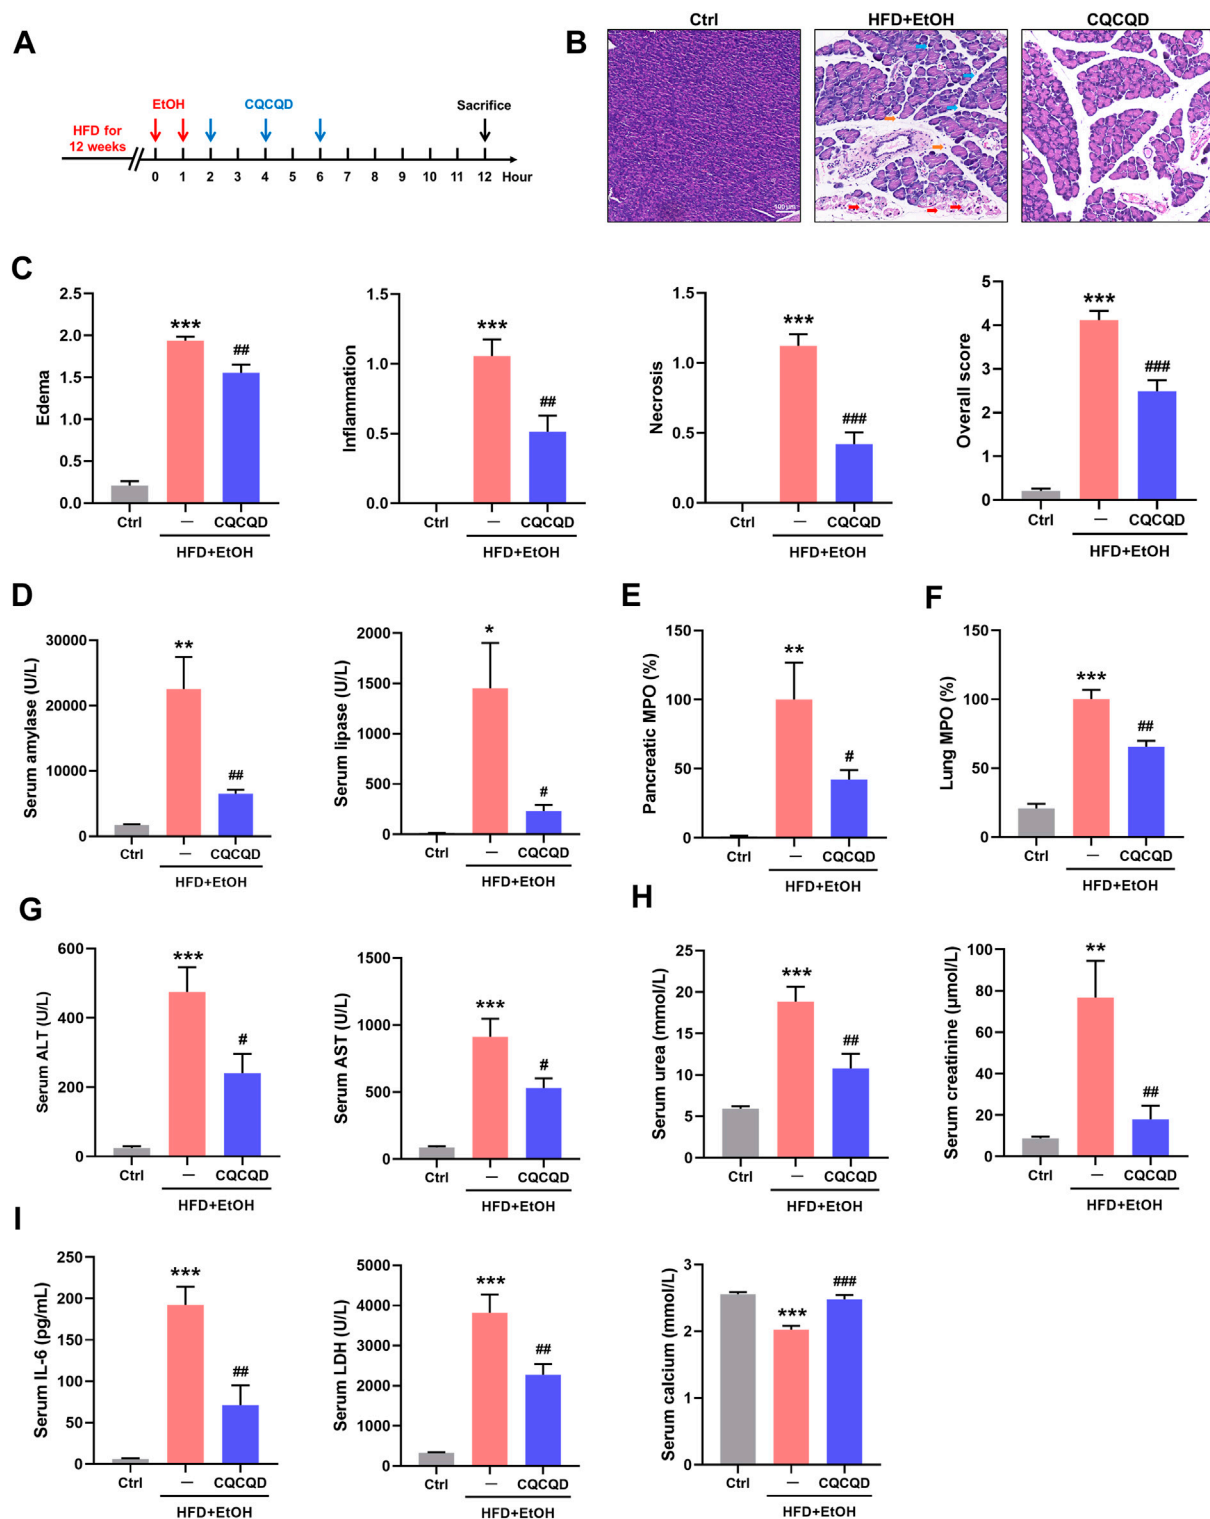 A
EtOH
CQCQD
Sacrifice
HFD for
12 weeks
0 1 2 3 4 5 6 7 8 9 10 11 12 Hour
B
Ctrl
HFD+EtOH
CQCQD
100 μm
C
Edema
2.5
2.0
1.5
1.0
0.5
0.0
***
##
Ctrl
—
CQCQD
HFD+EtOH
Inflammation
1.5
1.0
0.5
0.0
***
##
Ctrl
—
CQCQD
HFD+EtOH
Necrosis
1.5
1.0
0.5
0.0
***
###
Ctrl
—
CQCQD
HFD+EtOH
Overall score
5
4
3
2
1
0
***
###
Ctrl
—
CQCQD
HFD+EtOH
D
Serum amylase (U/L)
30000
20000
10000
0
**
##
Ctrl
—
CQCQD
HFD+EtOH
Serum lipase (U/L)
2000
1500
1000
500
0
*
#
Ctrl
—
CQCQD
HFD+EtOH
E
Pancreatic MPO (%)
150
100
50
0
**
#
Ctrl
—
CQCQD
HFD+EtOH
F
Lung MPO (%)
150
100
50
0
***
##
Ctrl
—
CQCQD
HFD+EtOH
G
Serum ALT (U/L)
600
400
200
0
***
#
Ctrl
—
CQCQD
HFD+EtOH
Serum AST (U/L)
1500
1000
500
0
***
#
Ctrl
—
CQCQD
HFD+EtOH
H
Serum urea (mmol/L)
25
20
15
10
5
0
***
##
Ctrl
—
CQCQD
HFD+EtOH
Serum creatinine (μmol/L)
100
80
60
40
20
0
**
##
Ctrl
—
CQCQD
HFD+EtOH
I
Serum IL-6 (pg/mL)
250
200
150
100
50
0
***
##
Ctrl
—
CQCQD
HFD+EtOH
Serum LDH (U/L)
5000
4000
3000
2000
1000
0
***
##
Ctrl
—
CQCQD
HFD+EtOH
Serum calcium (mmol/L)
3
2
1
0
***
###
Ctrl
—
CQCQD
HFD+EtOH